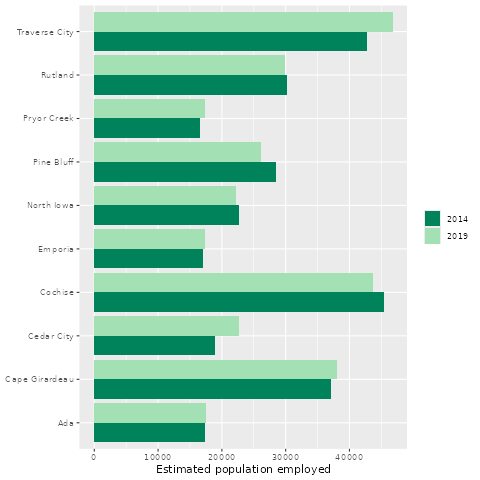 Traverse City
Rutland
Pryor Creek
Pine Bluff
North Iowa
Emporia
Cochise
Cedar City
Cape Girardeau
Ada
2014
2019
0 10000 20000 30000 40000
Estimated population employed